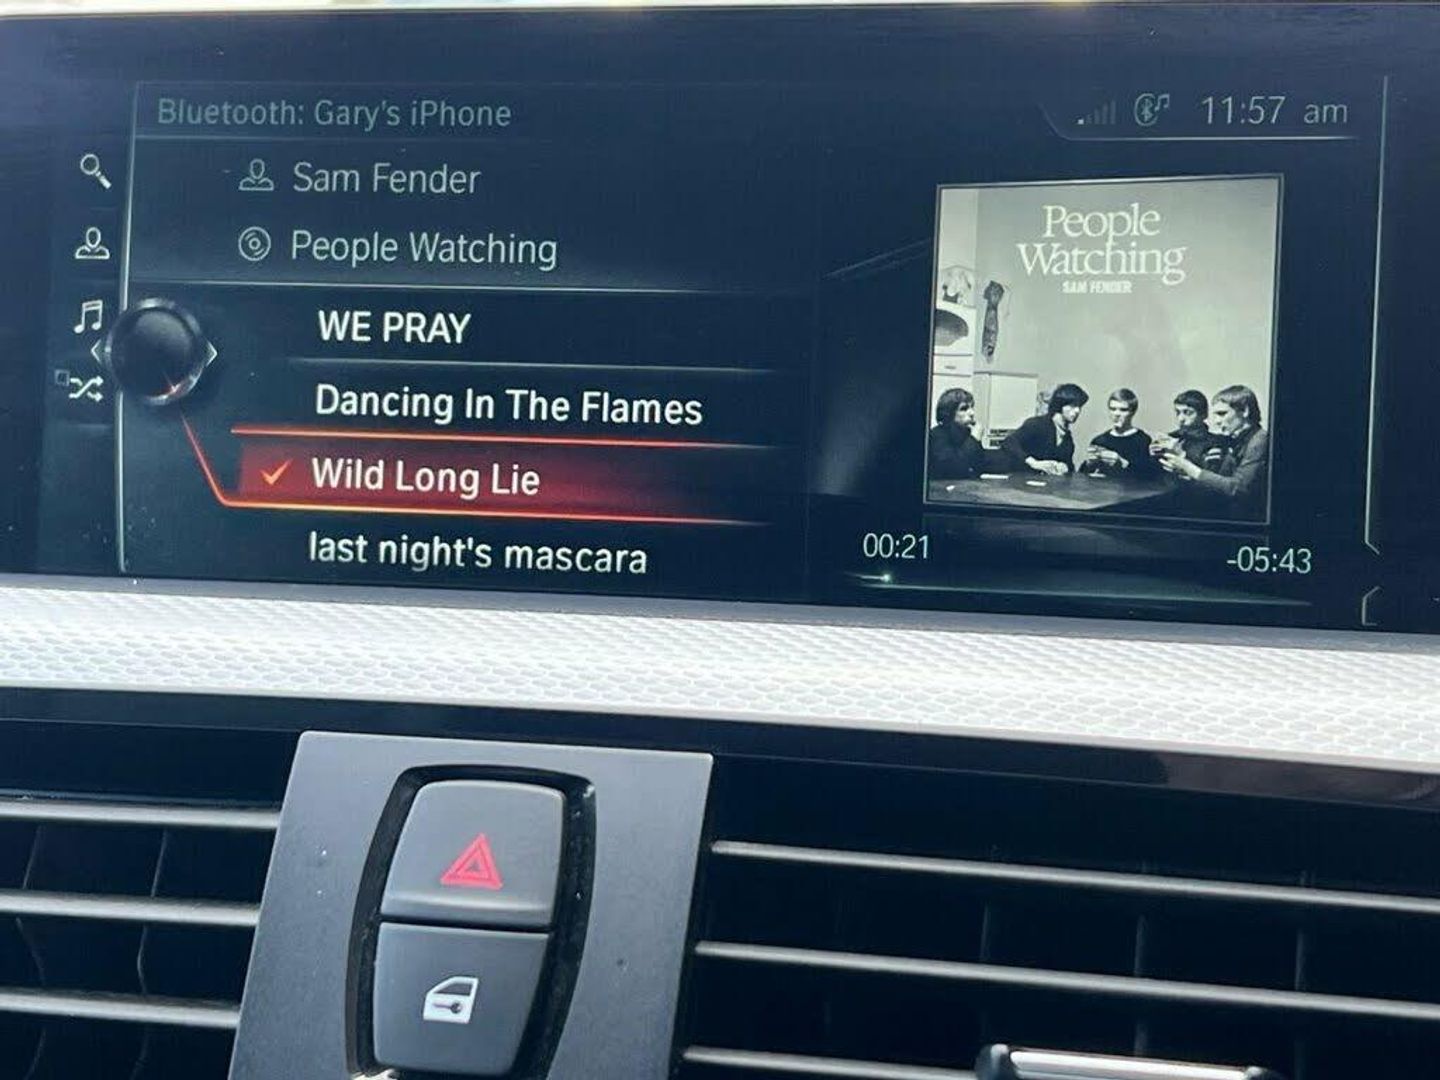 Bluetooth: Gary's iPhone
11:57 am
Sam Fender
People Watching
WE PRAY
Dancing In The Flames
Wild Long Lie
last night's mascara
People
Watching
SAM FENDER
00:21
-05:43